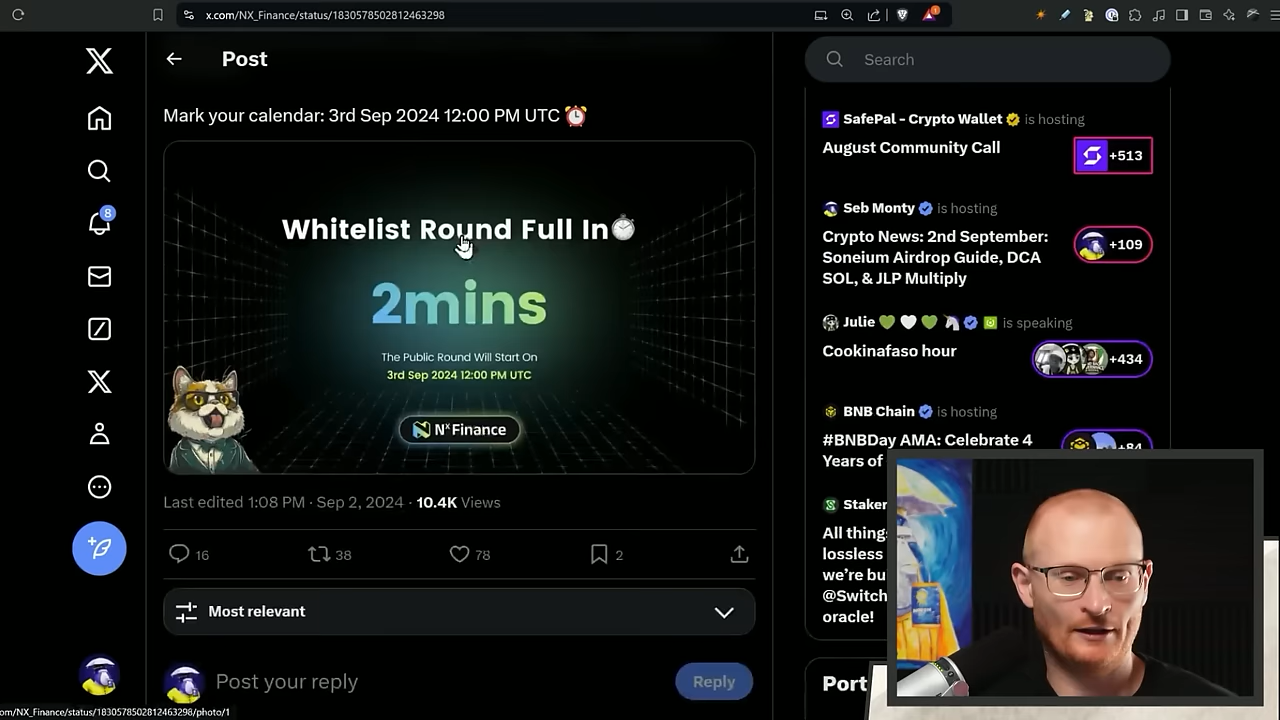 x.com/NX_Finance/status/1830578502812463298
Post
Mark your calendar: 3rd Sep 2024 12:00 PM UTC ⏰
Whitelist Round Full In⏱
2mins
The Public Round Will Start On
3rd Sep 2024 12:00 PM UTC
NxFinance
Last edited 1:08 PM · Sep 2, 2024 · 10.4K Views
16 38 78 2
Most relevant
Post your reply
Reply
8
om/NX_Finance/status/1830578502812463298/photo/1
Search
SafePal - Crypto Wallet is hosting
August Community Call
+513
Seb Monty is hosting
Crypto News: 2nd September:
Soneium Airdrop Guide, DCA
SOL, & JLP Multiply
+109
Julie 💚🤍💚🦄 is speaking
Cookinafaso hour
+434
BNB Chain is hosting
#BNBDay AMA: Celebrate 4
Years of
+84
Staker
All thing
lossless
we're bu
@Switch
oracle!
Port